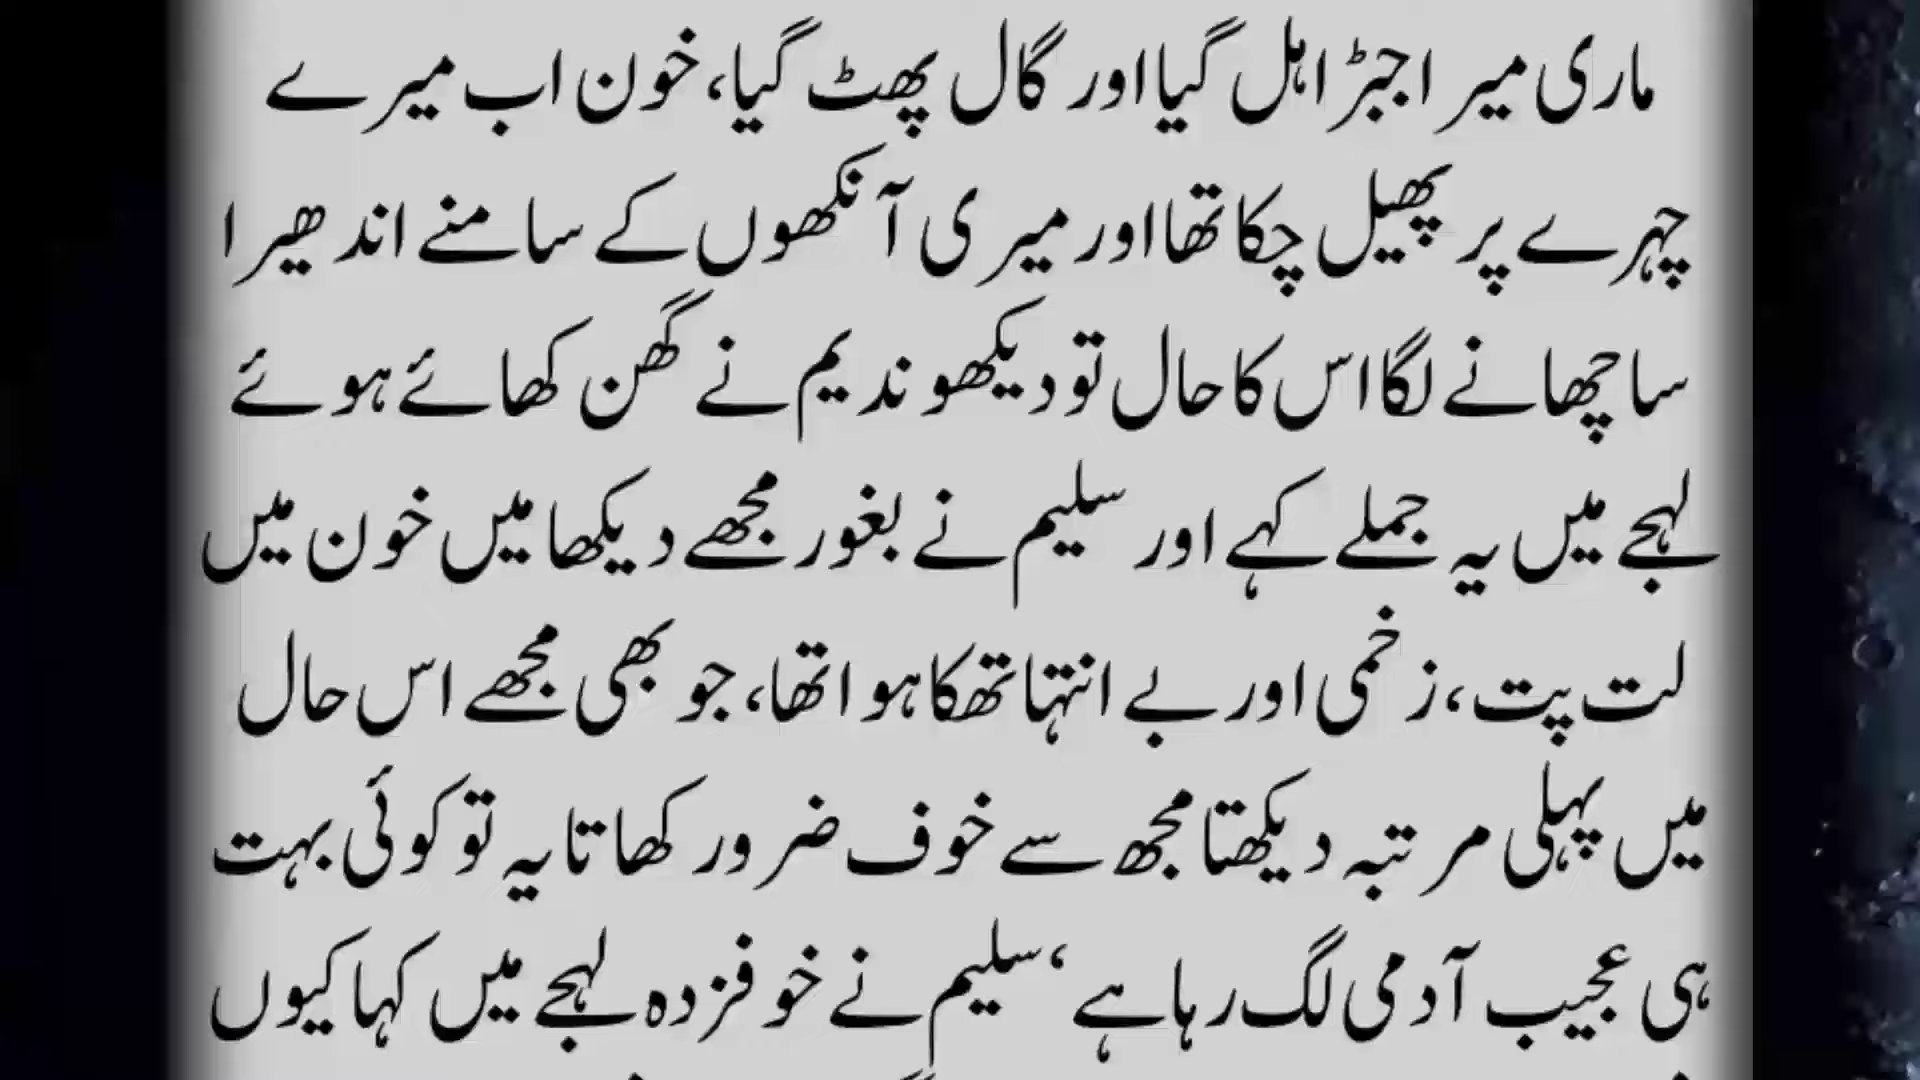 ماری میرا جبڑا ہل گیا اور گال پھٹ گیا، خون اب میرے
چہرے پر پھیل چکا تھا اور میری آنکھوں کے سامنے اندھیرا
سا چھانے لگا اس کا حال تو دیکھو ندیم نے گھن کھائے ہوئے
لہجے میں یہ جملے کہے اور سلیم نے بغور مجھے دیکھا میں خون میں
لت پت، زخمی اور بے انتہا تھکا ہوا تھا، جو بھی مجھے اس حال
میں پہلی مرتبہ دیکھتا مجھ سے خوف ضرور کھاتا یہ تو کوئی بہت
ہی عجیب آدمی لگ رہا ہے ‘ سلیم نے خوفزدہ لہجے میں کہا کیوں